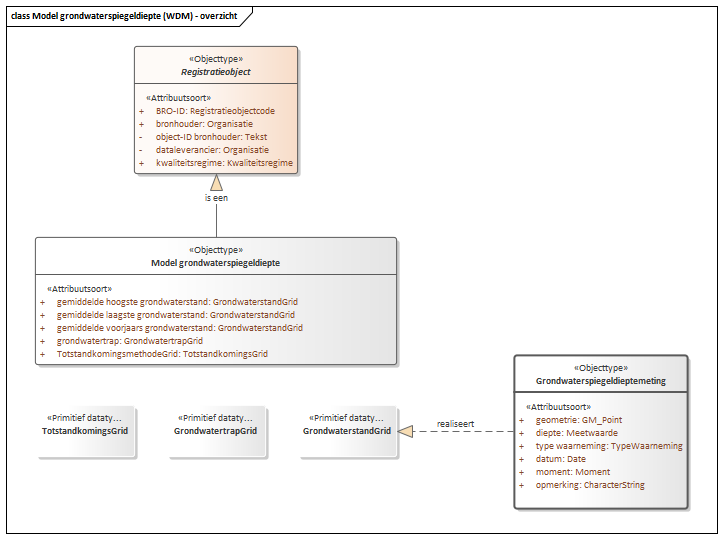 class Model grondwaterspiegeldiepte (WDM) - overzicht
«Objecttype»
Registratieobject
«Attribuutsoort»
+ BRO-ID: Registratieobjectcode
+ bronhouder: Organisatie
- object-ID bronhouder: Tekst
- dataleverancier: Organisatie
+ kwaliteitsregime: Kwaliteitsregime
is een
«Objecttype»
Model grondwaterspiegeldiepte
«Attribuutsoort»
+ gemiddelde hoogste grondwaterstand: GrondwaterstandGrid
+ gemiddelde laagste grondwaterstand: GrondwaterstandGrid
+ gemiddelde voorjaars grondwaterstand: GrondwaterstandGrid
+ grondwatertrap: GrondwatertrapGrid
+ TotstandkomingsmethodeGrid: TotstandkomingsGrid
«Primitief dataty...
TotstandkomingsGrid
«Primitief dataty...
GrondwatertrapGrid
«Primitief dataty...
GrondwaterstandGrid
realiseert
«Objecttype»
Grondwaterspiegeldieptemeting
«Attribuutsoort»
+ geometrie: GM_Point
+ diepte: Meetwaarde
+ type waarneming: TypeWaarneming
+ datum: Date
+ moment: Moment
+ opmerking: CharacterString